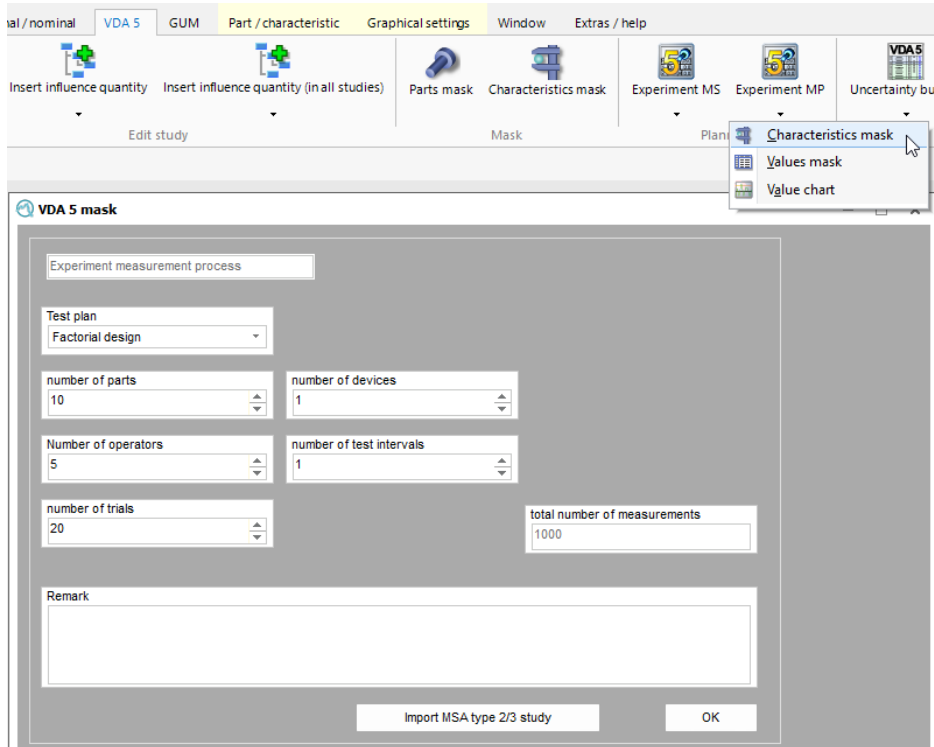 nal / nominal VDA 5 GUM Part / characteristic Graphical settings Window Extras / help
Insert influence quantity Insert influence quantity (in all studies) Parts mask Characteristics mask Experiment MS Experiment MP VDA 5 Uncertainty bu
Edit study Mask Plan
Characteristics mask
Values mask
Value chart
VDA 5 mask
Experiment measurement process
Test plan
Factorial design
number of parts number of devices
10 1
Number of operators number of test intervals
5 1
number of trials
20
total number of measurements
1000
Remark
Import MSA type 2/3 study OK